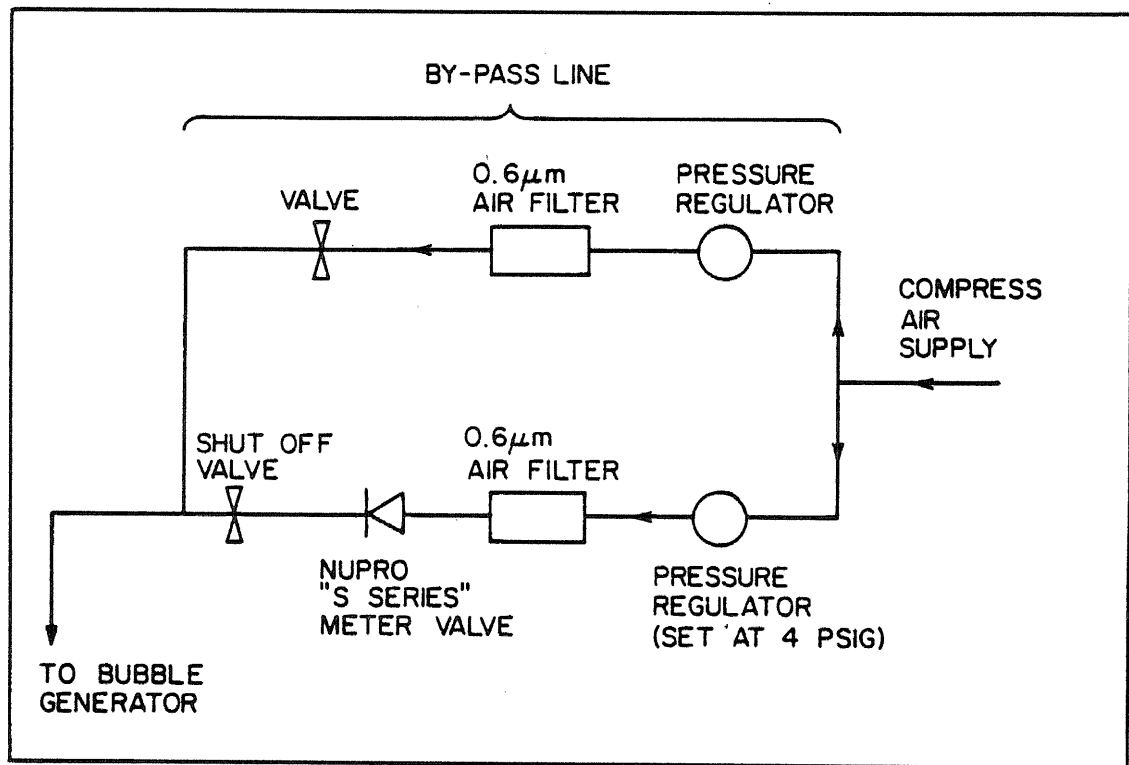 BY-PASS LINE
VALVE
0.6μm
AIR FILTER
PRESSURE
REGULATOR
COMPRESS
AIR
SUPPLY
SHUT OFF
VALVE
0.6μm
AIR FILTER
NUPRO
"S SERIES"
METER VALVE
PRESSURE
REGULATOR
(SET AT 4 PSIG)
TO BUBBLE
GENERATOR